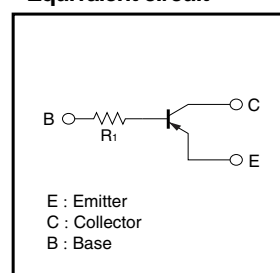 Equivalent circuit
B
C
R1
E
E : Emitter
C : Collector
B : Base